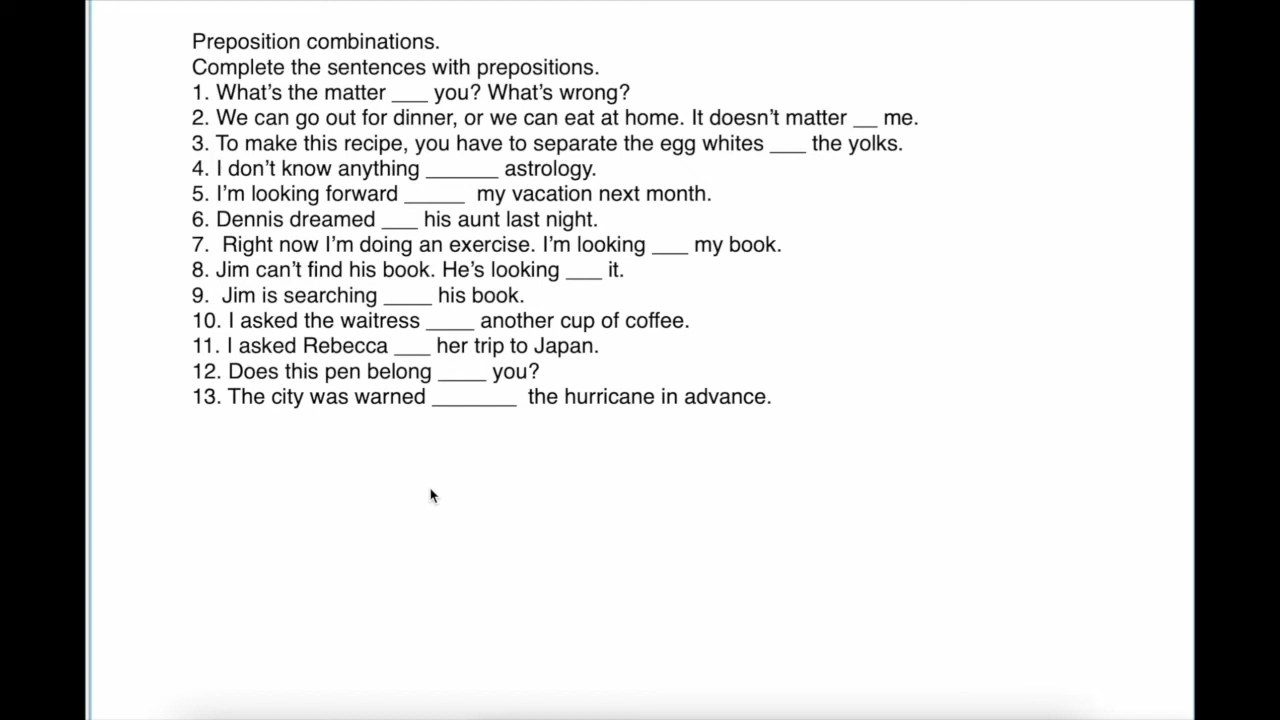 Preposition combinations.
Complete the sentences with prepositions.
1. What's the matter ___ you? What's wrong?
2. We can go out for dinner, or we can eat at home. It doesn't matter __ me.
3. To make this recipe, you have to separate the egg whites ___ the yolks.
4. I don't know anything ______ astrology.
5. I'm looking forward _____ my vacation next month.
6. Dennis dreamed ___ his aunt last night.
7. Right now I'm doing an exercise. I'm looking ___ my book.
8. Jim can't find his book. He's looking ___ it.
9. Jim is searching ____ his book.
10. I asked the waitress ____ another cup of coffee.
11. I asked Rebecca ___ her trip to Japan.
12. Does this pen belong ____ you?
13. The city was warned _______ the hurricane in advance.